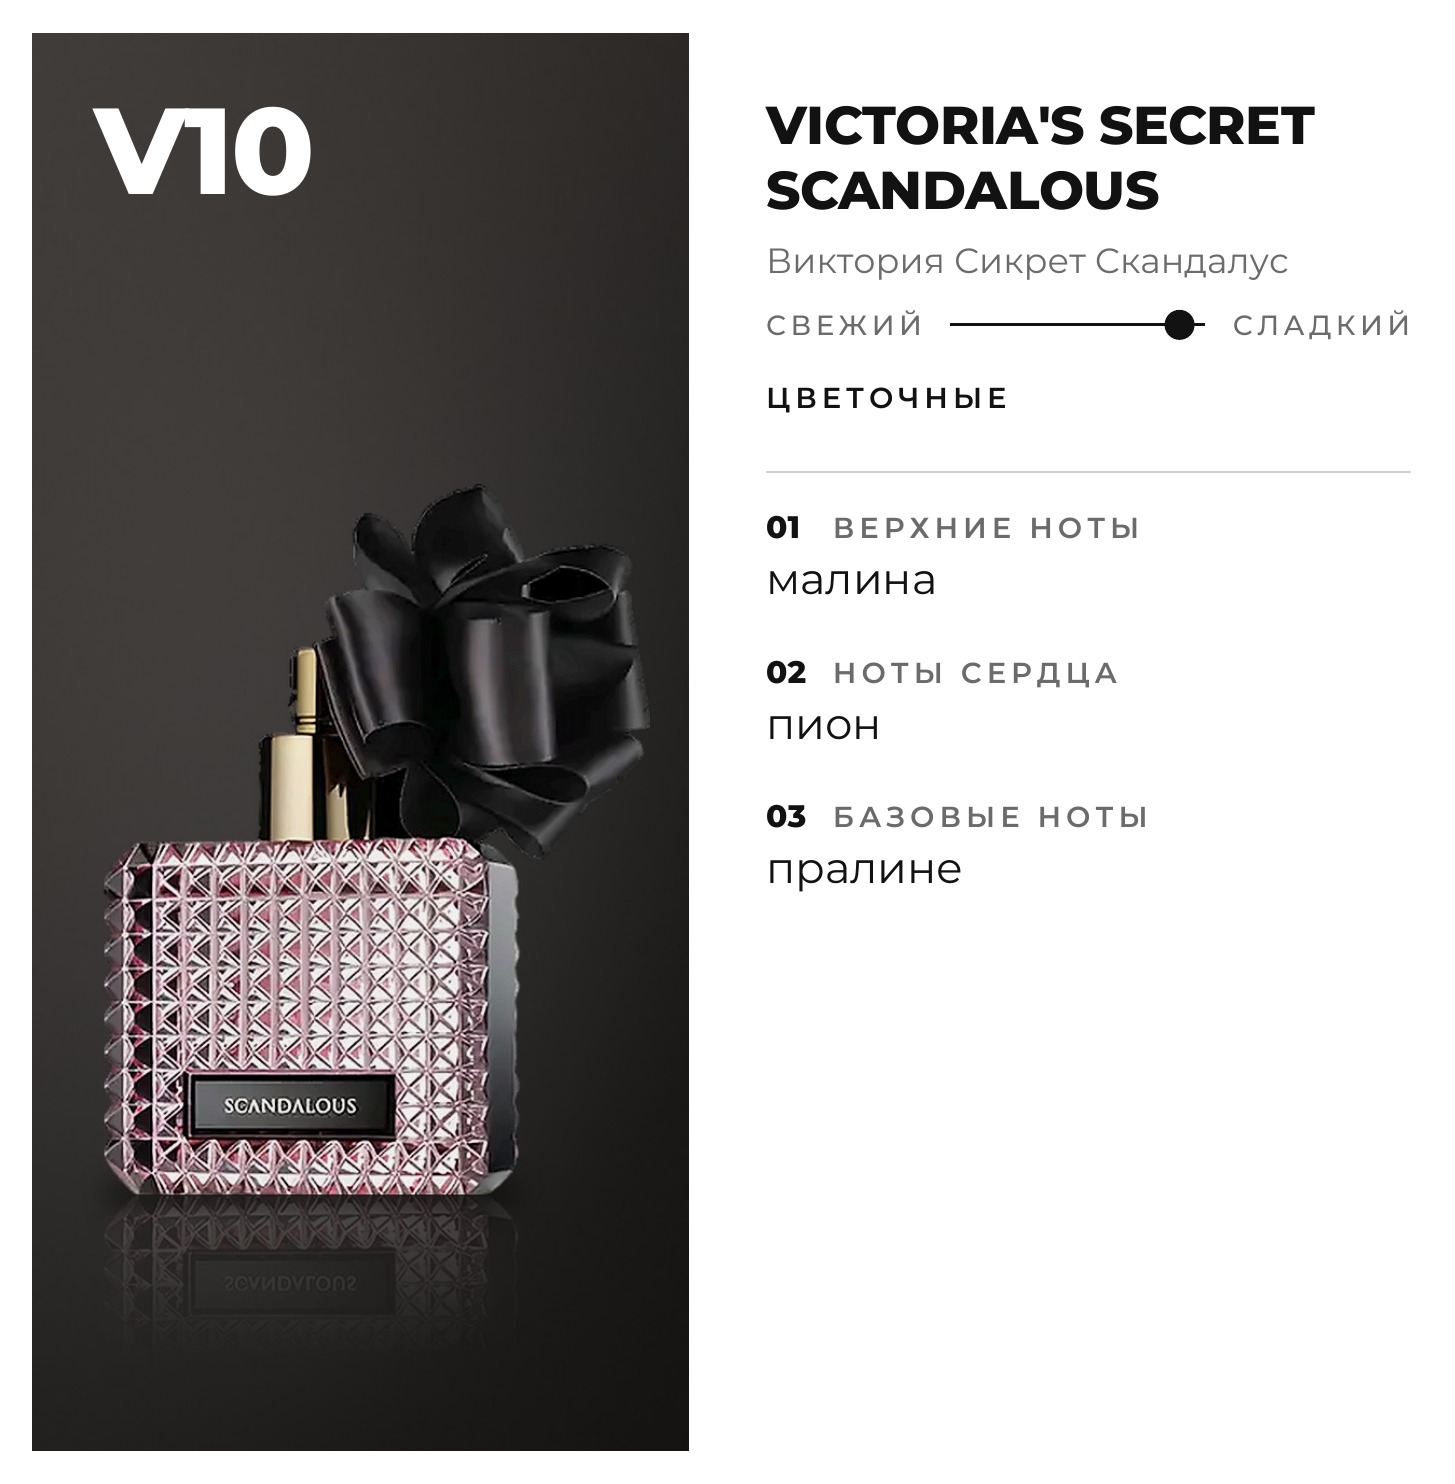 V10
VICTORIA'S SECRET
SCANDALOUS
Виктория Сикрет Скандалус
СВЕЖИЙ СЛАДКИЙ
ЦВЕТОЧНЫЕ
01 ВЕРХНИЕ НОТЫ
малина
02 НОТЫ СЕРДЦА
пион
03 БАЗОВЫЕ НОТЫ
пралине
SCANDALOUS